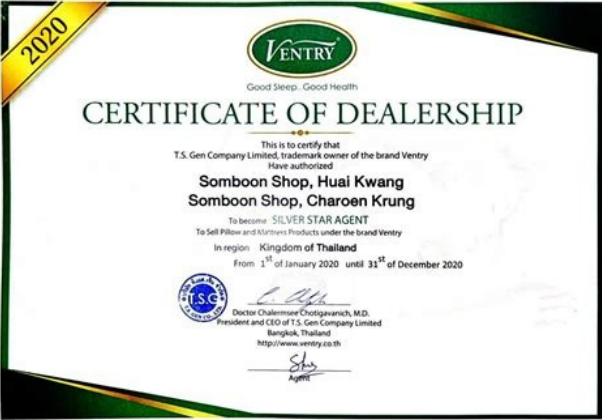 2020
VENTRY
Good Sleep..Good Health
CERTIFICATE OF DEALERSHIP
This is to certify that
T.S. Gen Company Limited, trademark owner of the brand Ventry
Have authorized
Somboon Shop, Huai Kwang
Somboon Shop, Charoen Krung
To become SILVER STAR AGENT
To Sell Pillow and Mattress Products under the brand Ventry
In region Kingdom of Thailand
From 1st of January 2020 until 31st of December 2020
T.S.G
Doctor Chalermsee Chotigavanich, M.D.
President and CEO of T.S. Gen Company Limited
Bangkok, Thailand
http://www.ventry.co.th
Agent